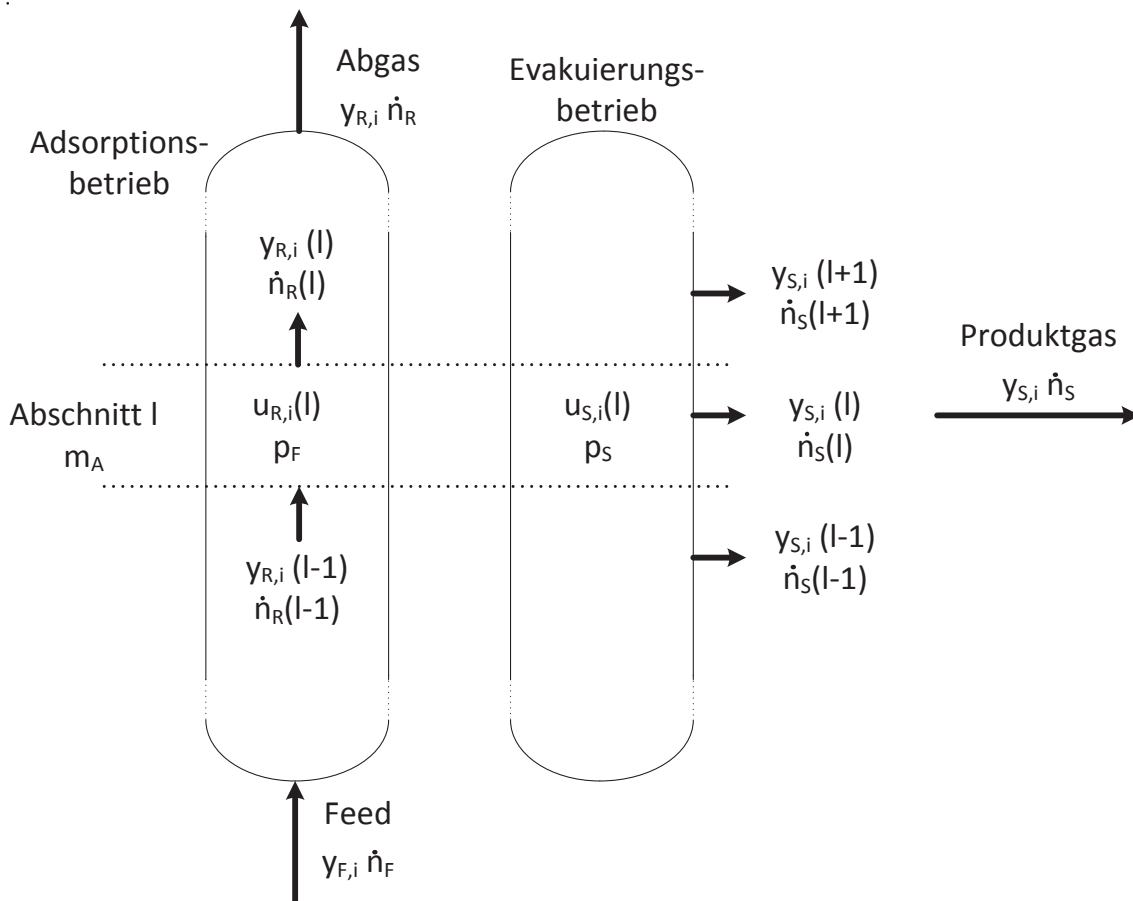 .
Abgas
y_R,i ṅ_R
Evakuierungs-
betrieb
Adsorptions-
betrieb
y_R,i (l)
ṅ_R(l)
y_S,i (l+1)
ṅ_S(l+1)
Produktgas
y_S,i ṅ_S
Abschnitt l
m_A
u_R,i(l)
p_F
u_S,i(l)
p_S
y_S,i (l)
ṅ_S(l)
y_R,i (l-1)
ṅ_R(l-1)
y_S,i (l-1)
ṅ_S(l-1)
Feed
y_F,i ṅ_F